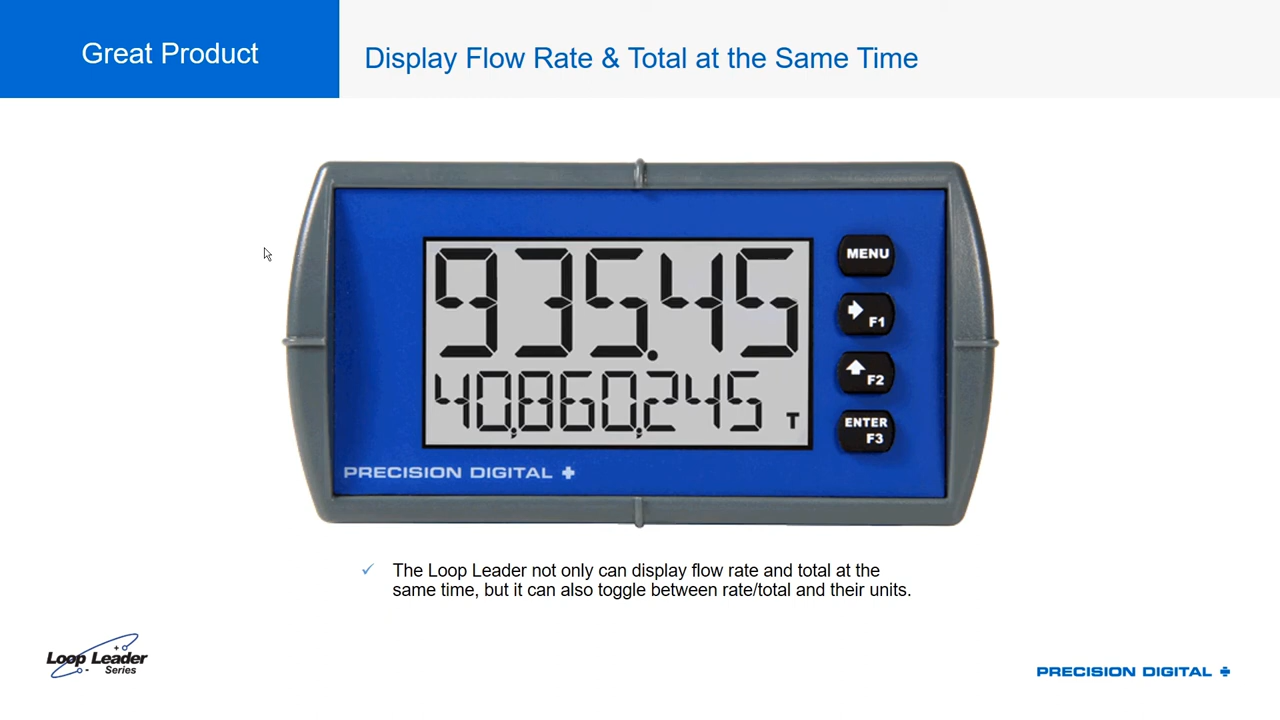 Great Product
Display Flow Rate & Total at the Same Time
935.45
40,860,245 T
MENU
F1
F2
ENTER
F3
PRECISION DIGITAL
The Loop Leader not only can display flow rate and total at the
same time, but it can also toggle between rate/total and their units.
Loop Leader
Series
PRECISION DIGITAL